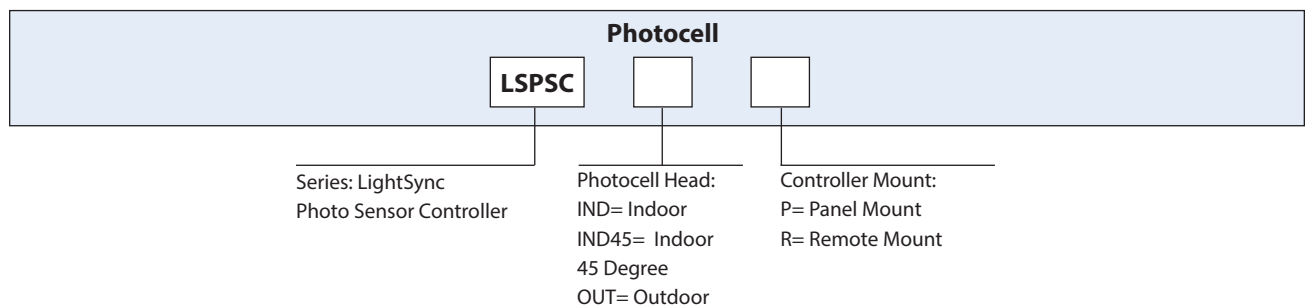 Photocell
LSPSC
Series: LightSync
Photo Sensor Controller
Photocell Head:
IND= Indoor
IND45= Indoor
45 Degree
OUT= Outdoor
Controller Mount:
P= Panel Mount
R= Remote Mount